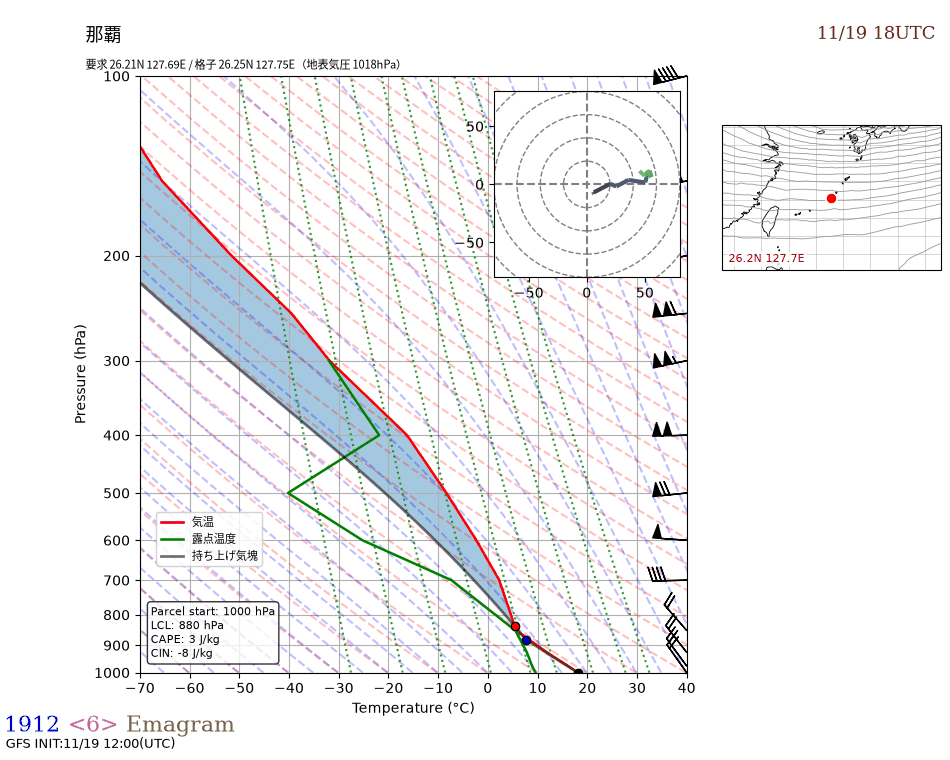 那覇
11/19 18UTC
要求 26.21N 127.69E / 格子 26.25N 127.75E（地表気圧 1018hPa）
100
200
300
400
500
600
700
800
900
1000
Pressure (hPa)
50
0
−50
−50
0
50
26.2N 127.7E
気温
露点温度
持ち上げ気塊
Parcel start: 1000 hPa
LCL: 880 hPa
CAPE: 3 J/kg
CIN: -8 J/kg
−70
−60
−50
−40
−30
−20
−10
0
10
20
30
40
Temperature (°C)
1912 <6> Emagram
GFS INIT:11/19 12:00(UTC)